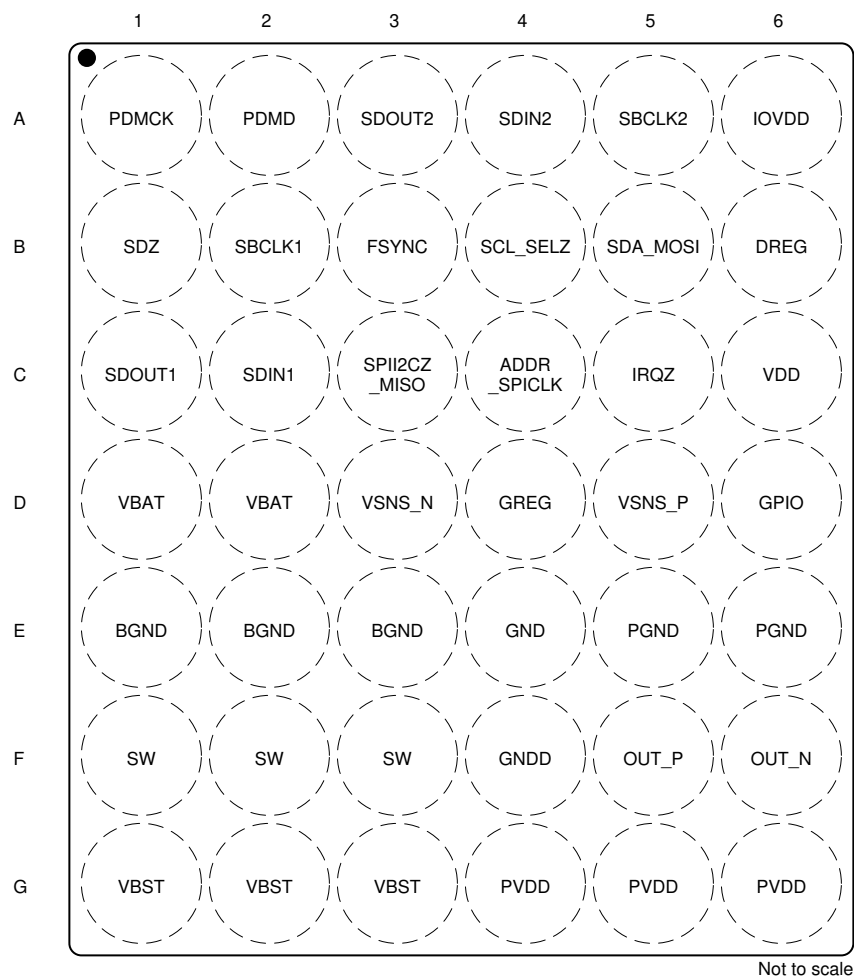 1 2 3 4 5 6
A PDMCK PDMD SDOUT2 SDIN2 SBCLK2 IOVDD
B SDZ SBCLK1 FSYNC SCL_SELZ SDA_MOSI DREG
C SDOUT1 SDIN1 SPII2CZ _MISO ADDR _SPICLK IRQZ VDD
D VBAT VBAT VSNS_N GREG VSNS_P GPIO
E BGND BGND BGND GND PGND PGND
F SW SW SW GNDD OUT_P OUT_N
G VBST VBST VBST PVDD PVDD PVDD
Not to scale